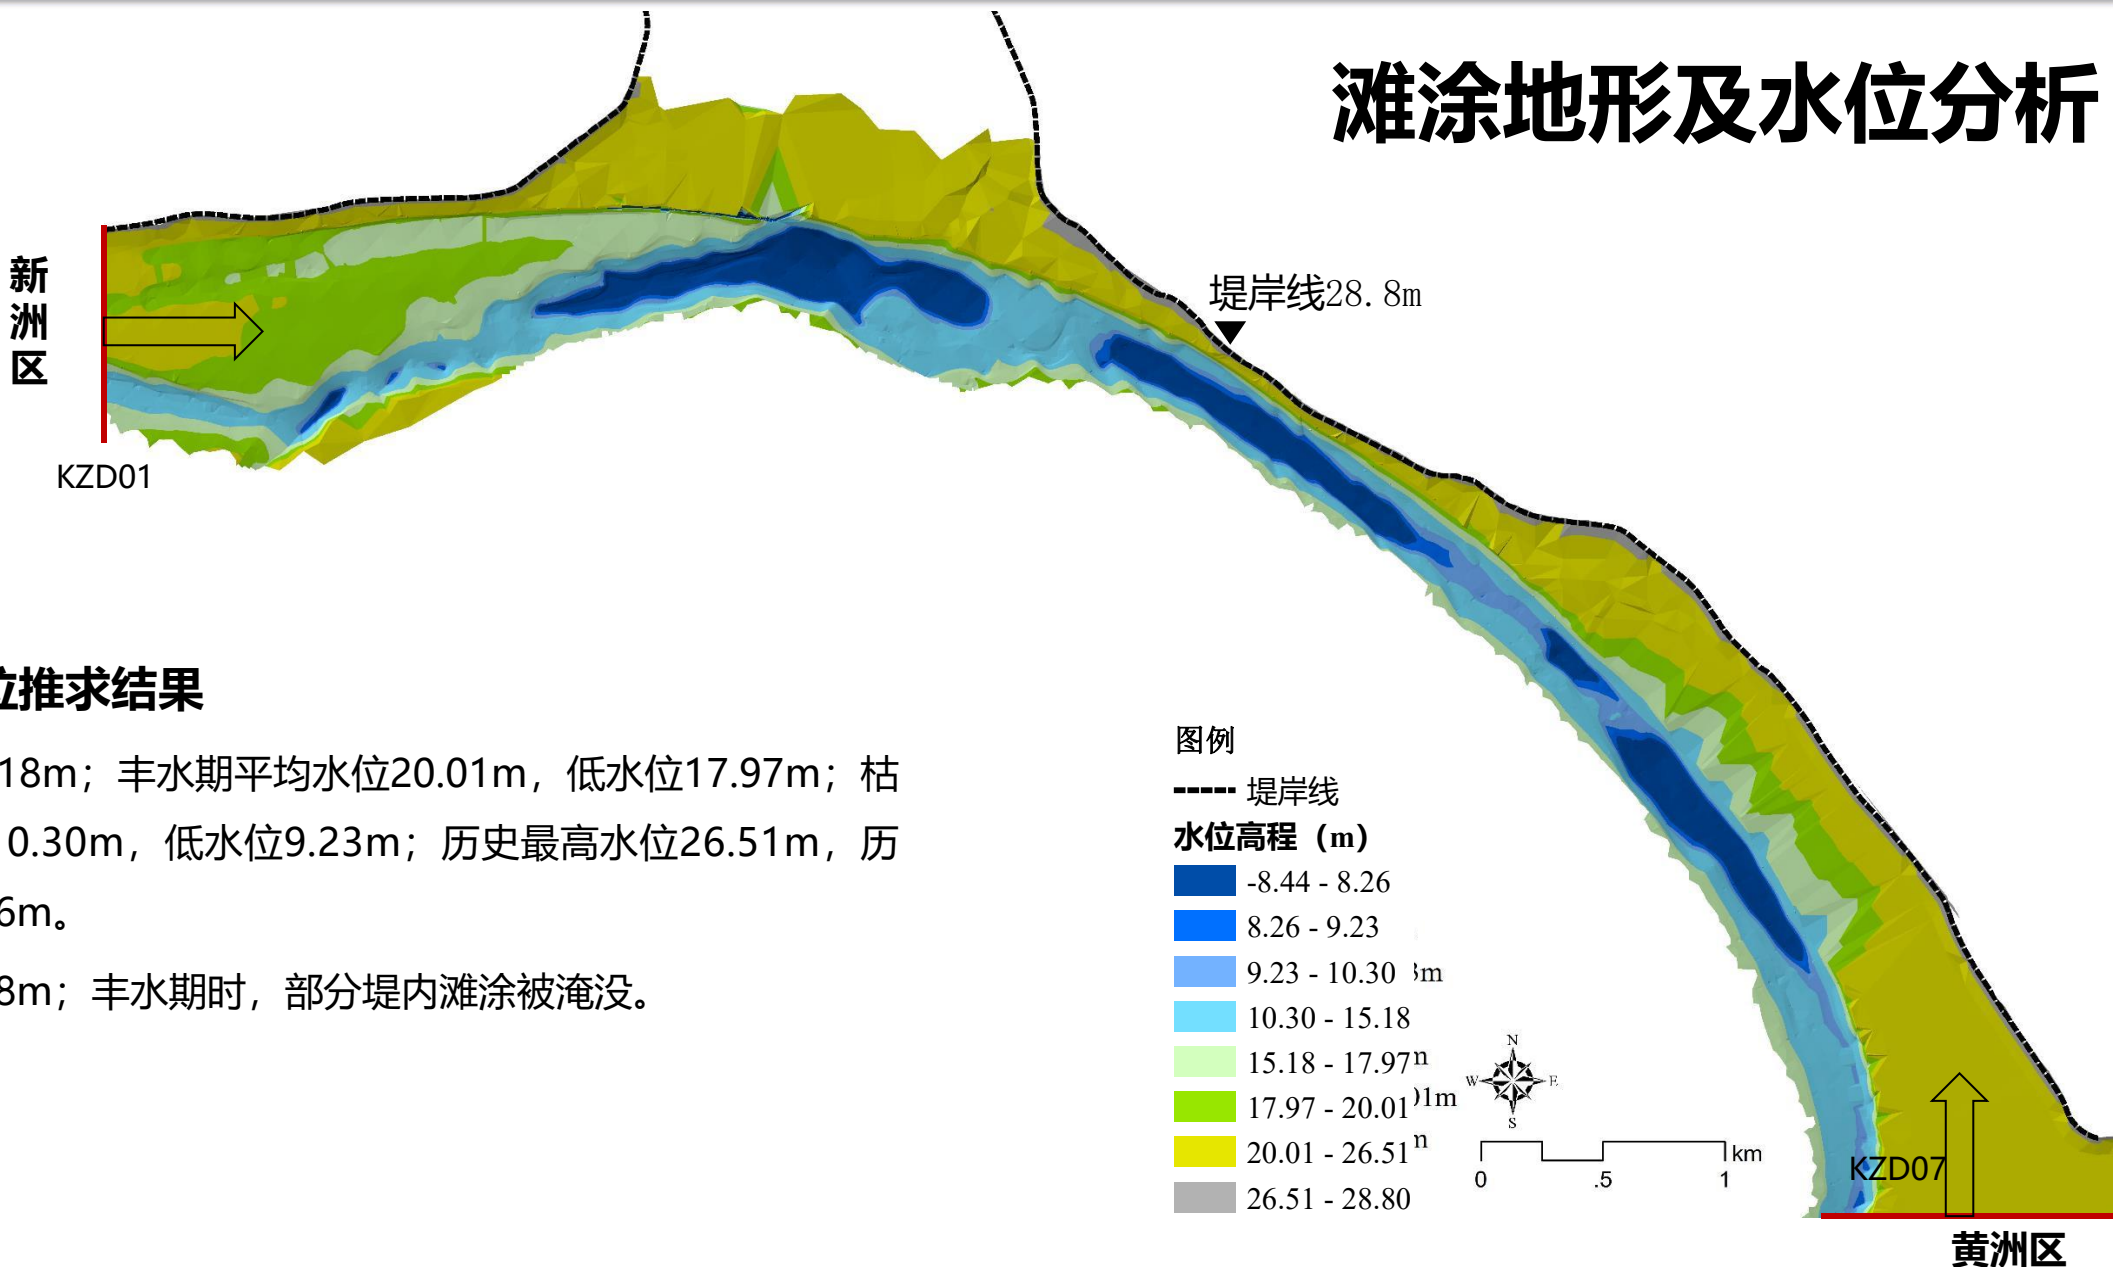 滩涂地形及水位分析
新洲区
堤岸线28.8m
KZD01
位推求结果
18m；丰水期平均水位20.01m，低水位17.97m；枯
0.30m，低水位9.23m；历史最高水位26.51m，历
6m。
8m；丰水期时，部分堤内滩涂被淹没。
图例
堤岸线
水位高程（m）
-8.44 - 8.26
8.26 - 9.23
9.23 - 10.30 m
10.30 - 15.18
15.18 - 17.97 m
17.97 - 20.01 1m
20.01 - 26.51 m
26.51 - 28.80
N
W E
S
km
0 .5 1
KZD07
黄洲区